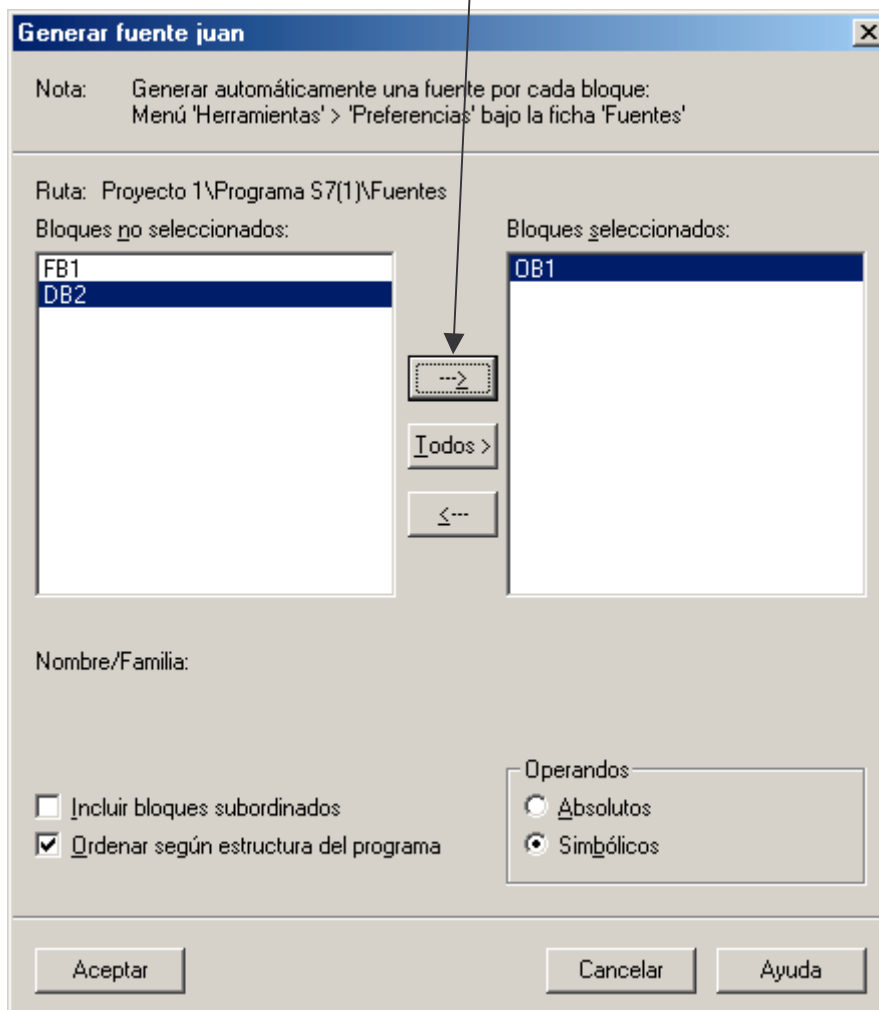 Generar fuente juan
Nota: Generar automáticamente una fuente por cada bloque:
Menú 'Herramientas' > 'Preferencias' bajo la ficha 'Fuentes'
Ruta: Proyecto 1\Programa S7(1)\Fuentes
Bloques no seleccionados:
FB1
DB2
--->
Todos >
<---
Bloques seleccionados:
OB1
Nombre/Familia:
Incluir bloques subordinados
Ordenar según estructura del programa
Operandos
Absolutos
Simbólicos
Aceptar
Cancelar
Ayuda